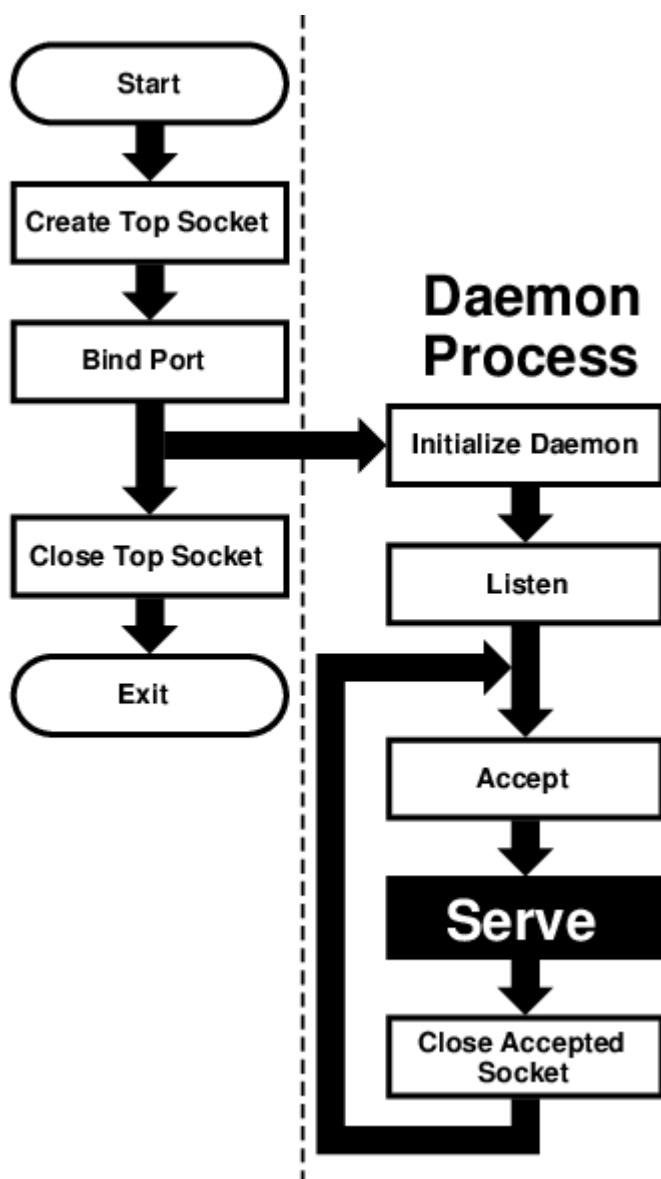 Start
Create Top Socket
Bind Port
Close Top Socket
Exit
Daemon
Process
Initialize Daemon
Listen
Accept
Serve
Close Accepted
Socket